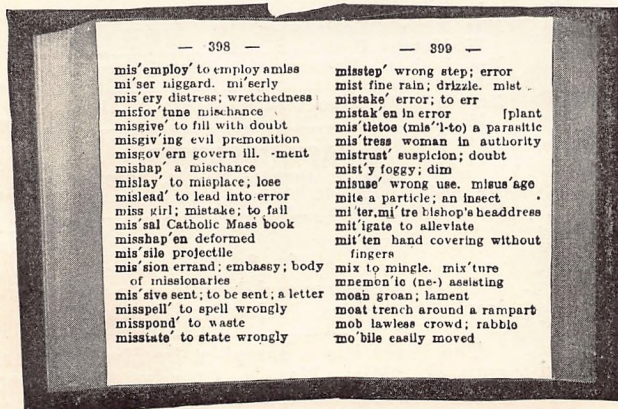 — 398 —
mis'employ' to employ amiss
mi'ser niggard. mi'serly
mis'ery distress; wretchedness
misfor'tune mischance
misgive' to fill with doubt
misgiv'ing evil premonition
misgov'ern govern ill. -ment
mishap' a mischance
mislay' to misplace; lose
mislead' to lead into error
miss girl; mistake; to fail
mis'sal Catholic Mass book
misshap'en deformed
mis'sile projectile
mis'sion errand; embassy; body
of missionaries
mis'sive sent; to be sent; a letter
misspell' to spell wrongly
misspond' to waste
misstate' to state wrongly
— 399 —
misstep' wrong step; error
mist fine rain; drizzle. mist
mistake' error; to err
mistak'en in error [plant
mis'tletoe (mis''l-to) a parasitic
mis'tress woman in authority
mistrust' suspicion; doubt
mist'y foggy; dim
misuse' wrong use. misus'age
mite a particle; an insect
mi'ter, mi'tre bishop's headdress
mit'igate to alleviate
mit'ten hand covering without
fingers
mix to mingle. mix'ture
mnemon'ic (ne-) assisting
moan groan; lament
moat trench around a rampart
mob lawless crowd; rabble
mo'bile easily moved